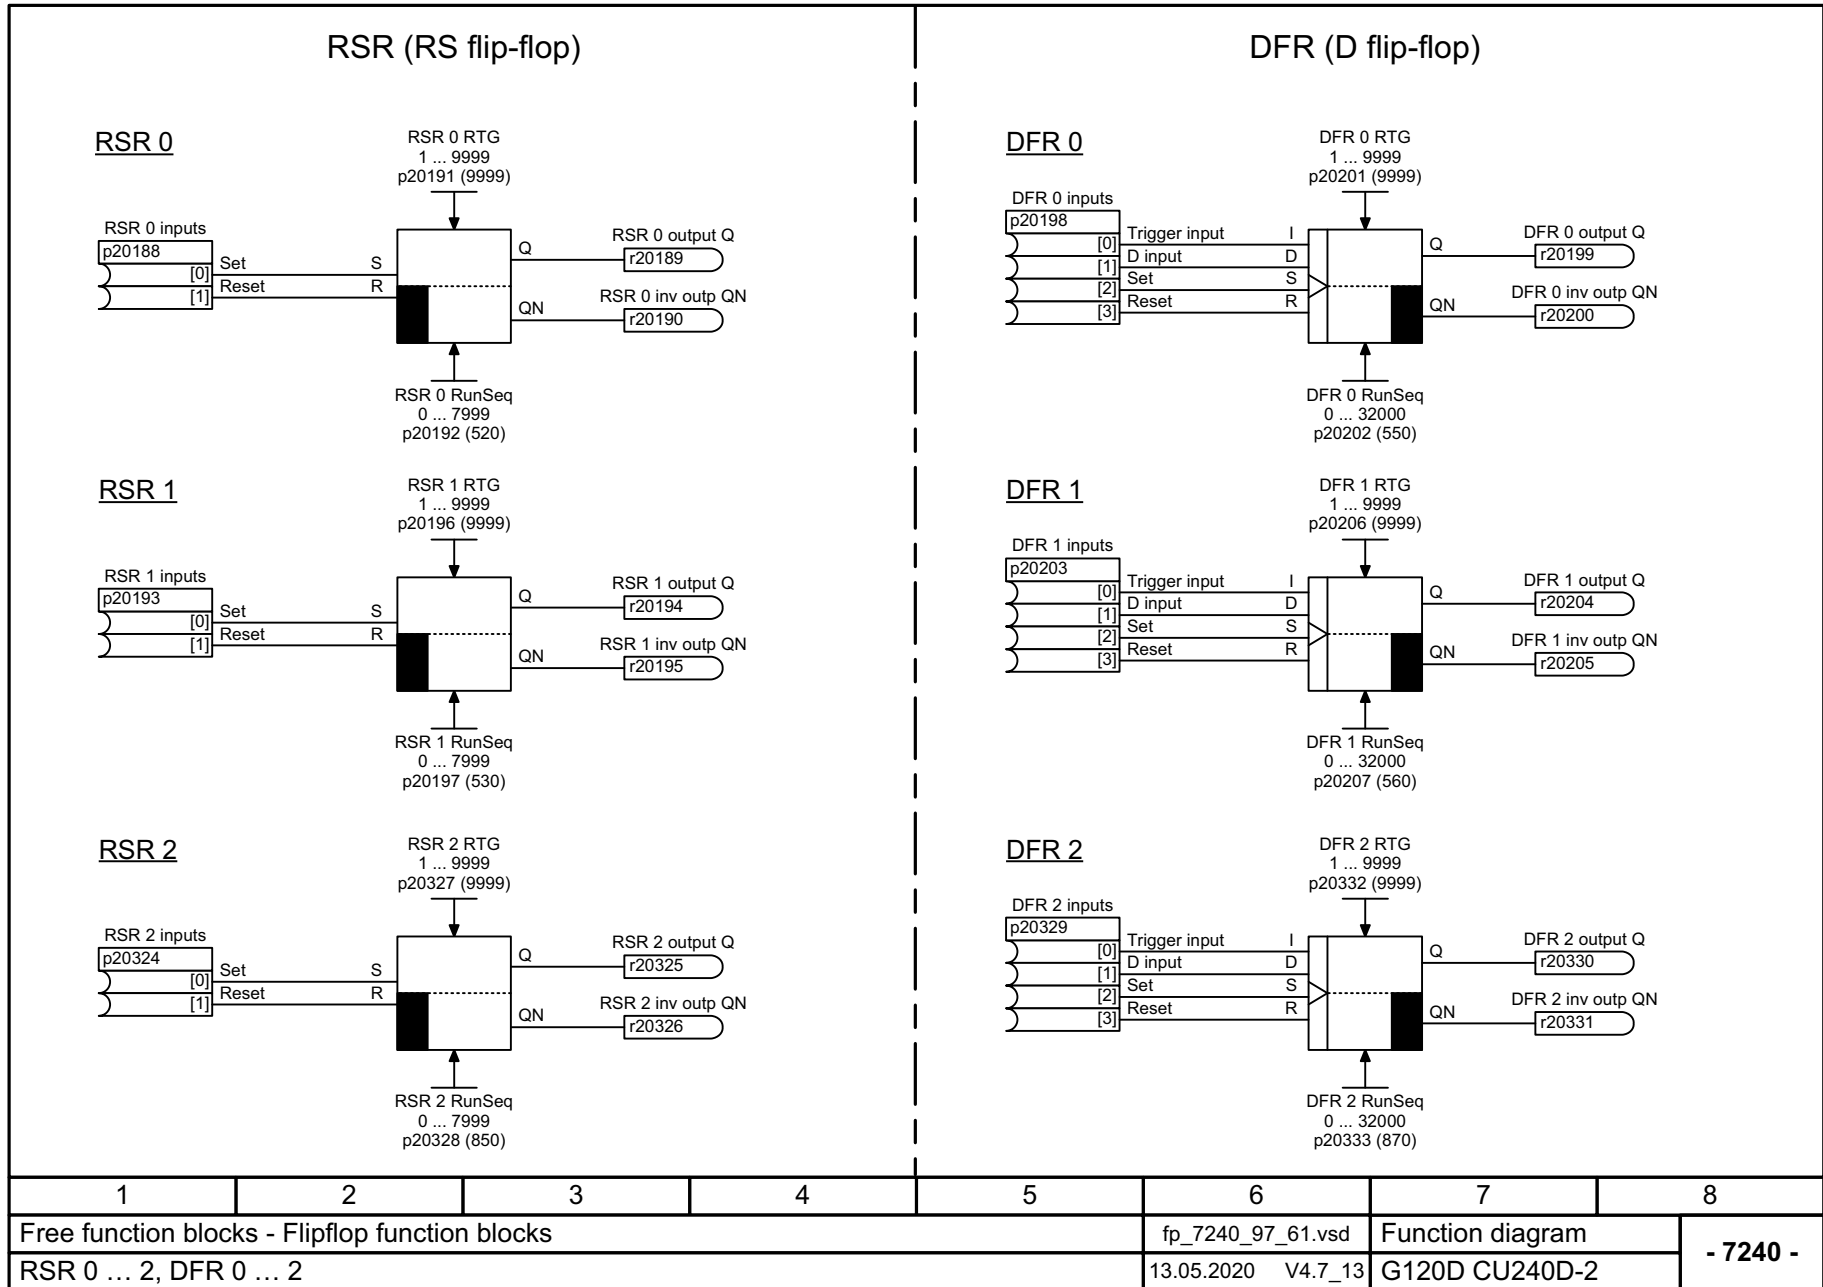 RSR (RS flip-flop)
RSR 0
RSR 0 RTG
1 ... 9999
p20191 (9999)
RSR 0 inputs
p20188
[0] Set S
[1] Reset R
Q
RSR 0 output Q
r20189
QN
RSR 0 inv outp QN
r20190
RSR 0 RunSeq
0 ... 7999
p20192 (520)
RSR 1
RSR 1 RTG
1 ... 9999
p20196 (9999)
RSR 1 inputs
p20193
[0] Set S
[1] Reset R
Q
RSR 1 output Q
r20194
QN
RSR 1 inv outp QN
r20195
RSR 1 RunSeq
0 ... 7999
p20197 (530)
RSR 2
RSR 2 RTG
1 ... 9999
p20327 (9999)
RSR 2 inputs
p20324
[0] Set S
[1] Reset R
Q
RSR 2 output Q
r20325
QN
RSR 2 inv outp QN
r20326
RSR 2 RunSeq
0 ... 7999
p20328 (850)
DFR (D flip-flop)
DFR 0
DFR 0 RTG
1 ... 9999
p20201 (9999)
DFR 0 inputs
p20198
[0] Trigger input I
[1] D input D
[2] Set S
[3] Reset R
Q
DFR 0 output Q
r20199
QN
DFR 0 inv outp QN
r20200
DFR 0 RunSeq
0 ... 32000
p20202 (550)
DFR 1
DFR 1 RTG
1 ... 9999
p20206 (9999)
DFR 1 inputs
p20203
[0] Trigger input I
[1] D input D
[2] Set S
[3] Reset R
Q
DFR 1 output Q
r20204
QN
DFR 1 inv outp QN
r20205
DFR 1 RunSeq
0 ... 32000
p20207 (560)
DFR 2
DFR 2 RTG
1 ... 9999
p20332 (9999)
DFR 2 inputs
p20329
[0] Trigger input I
[1] D input D
[2] Set S
[3] Reset R
Q
DFR 2 output Q
r20330
QN
DFR 2 inv outp QN
r20331
DFR 2 RunSeq
0 ... 32000
p20333 (870)
1 2 3 4 5 6 7 8
Free function blocks - Flipflop function blocks
fp_7240_97_61.vsd
Function diagram
- 7240 -
RSR 0 … 2, DFR 0 … 2
13.05.2020 V4.7_13
G120D CU240D-2